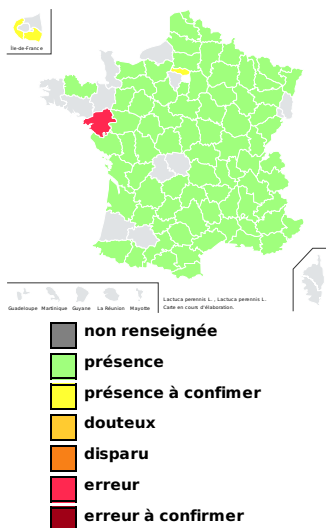 Île-de-France
Guadeloupe Martinique Guyane La Réunion Mayotte
Lactuca perennis L., Lactuca perennis L.
Carte en cours d'élaboration.
non renseignée
présence
présence à confimer
douteux
disparu
erreur
erreur à confirmer